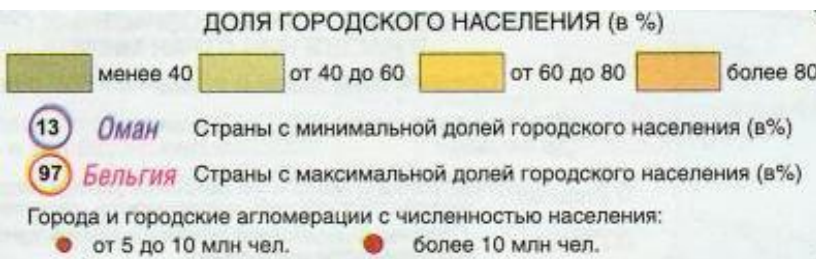 ДОЛЯ ГОРОДСКОГО НАСЕЛЕНИЯ (в %)
менее 40 от 40 до 60 от 60 до 80 более 80
13 Оман Страны с минимальной долей городского населения (в%)
97 Бельгия Страны с максимальной долей городского населения (в%)
Города и городские агломерации с численностью населения:
от 5 до 10 млн чел. более 10 млн чел.